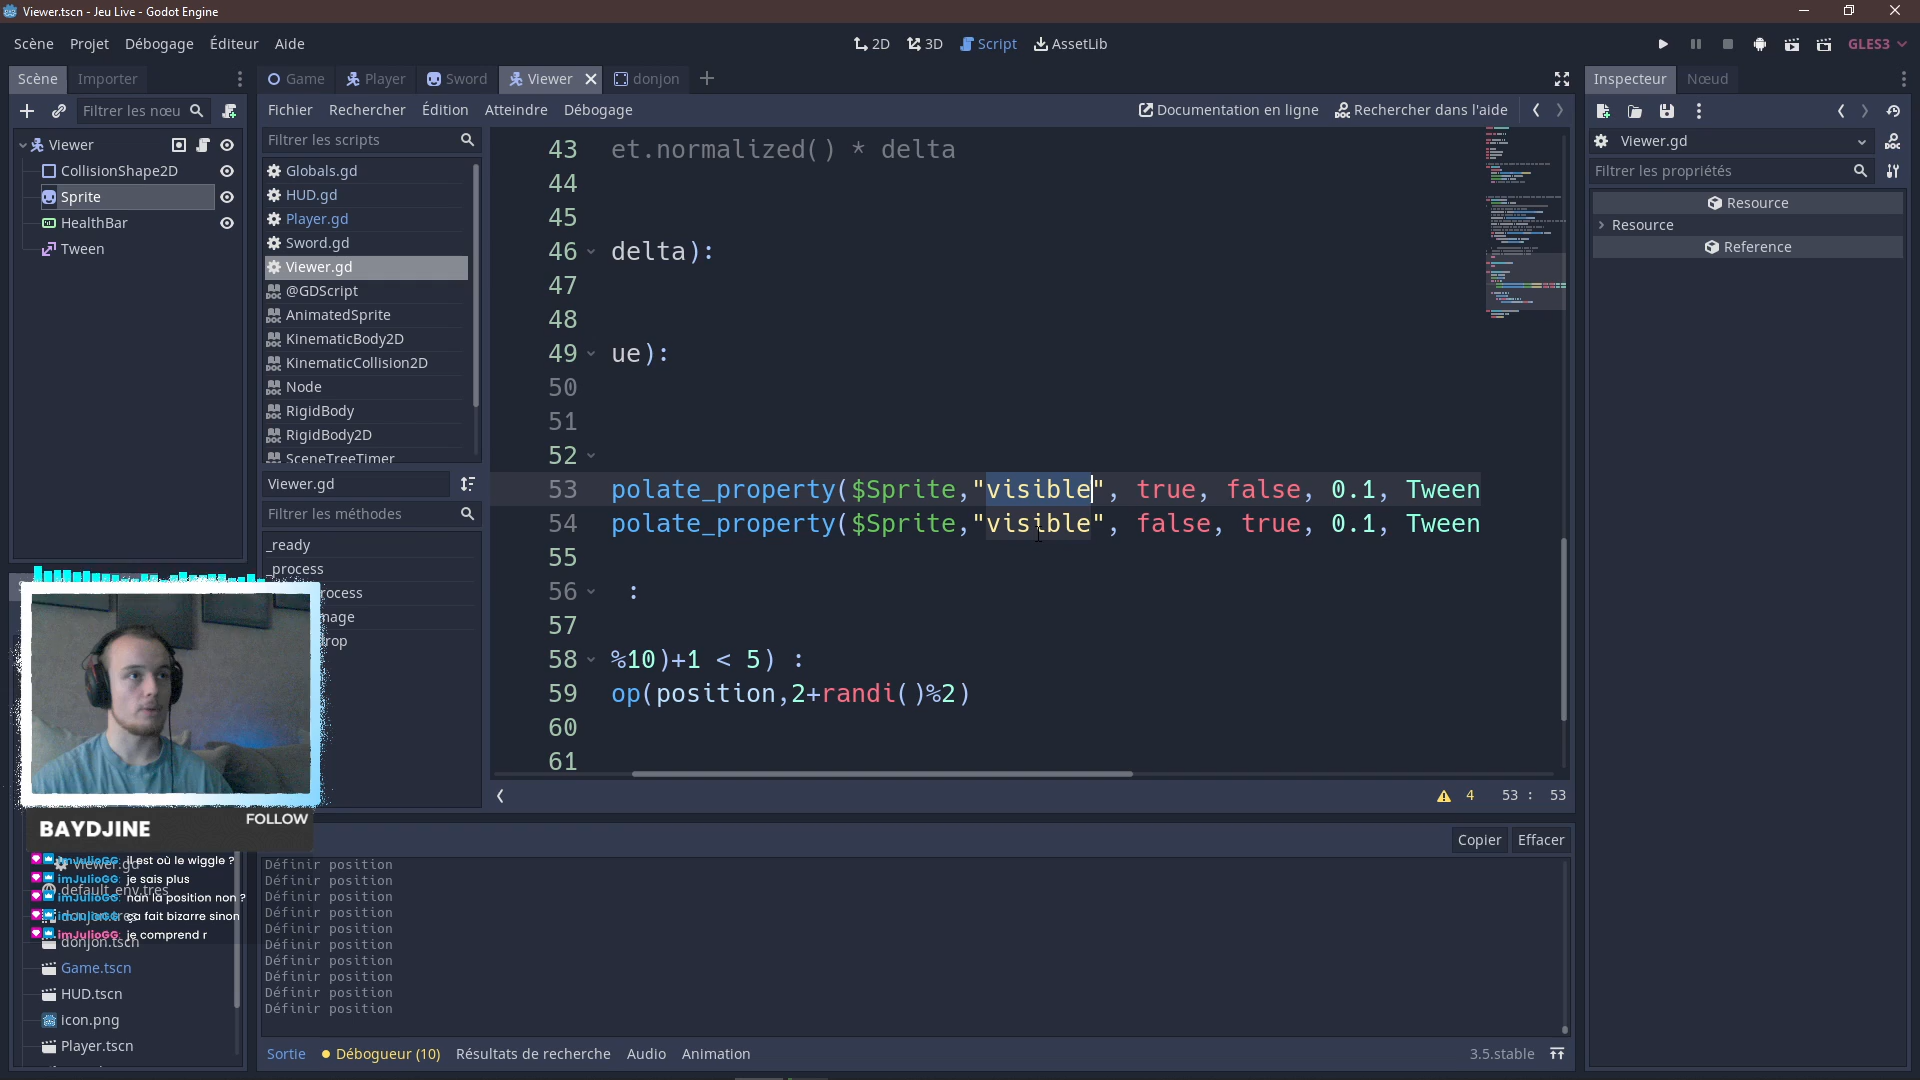 Viewer.tscn - Jeu Live - Godot Engine
Scène Projet Débogage Éditeur Aide
2D 3D Script AssetLib
GLES3
Scène Importer
Game Player Sword Viewer donjon
Inspecteur Nœud
Filtrer les nœu
Fichier Rechercher Édition Atteindre Débogage
Documentation en ligne Rechercher dans l'aide
Viewer
CollisionShape2D
Sprite
HealthBar
Tween
Filtrer les scripts
Globals.gd
HUD.gd
Player.gd
Sword.gd
Viewer.gd
@GDScript
AnimatedSprite
KinematicBody2D
KinematicCollision2D
Node
RigidBody
RigidBody2D
SceneTreeTimer
Viewer.gd
Filtrer les méthodes
_ready
_process
rocess
mage
rop
43 et.normalized() * delta
44
45
46 delta):
47
48
49 ue):
50
51
52
53 polate_property($Sprite,"visible", true, false, 0.1, Tween
54 polate_property($Sprite,"visible", false, true, 0.1, Tween
55
56 :
57
58 %10)+1 < 5) :
59 op(position,2+randi()%2)
60
61
4 53 : 53
Viewer.gd
Filtrer les propriétés
Resource
Resource
Reference
BAYDJINE
FOLLOW
imJulioGG: il est où le wiggle ?
imJulioGG: je sais plus
imJulioGG: nan la position non ?
imJulioGG: ça fait bizarre sinon
imJulioGG: je comprend r
viewer.gd
default_env.tres
donjon.tres
donjon.tscn
Game.tscn
HUD.tscn
icon.png
Player.tscn
Copier Effacer
Définir position
Définir position
Définir position
Définir position
Définir position
Définir position
Définir position
Définir position
Définir position
Définir position
Sortie Débogueur (10) Résultats de recherche Audio Animation
3.5.stable